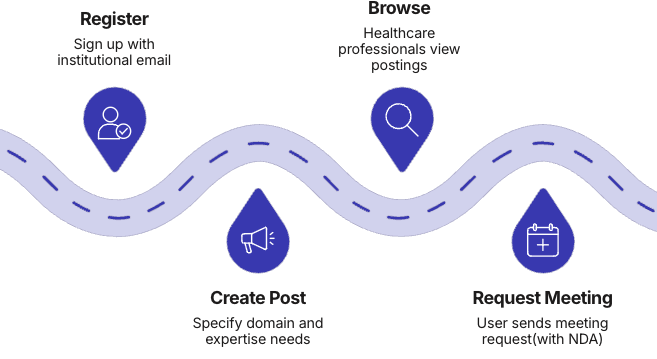 Register
Sign up with
institutional email
Browse
Healthcare
professionals view
postings
Create Post
Specify domain and
expertise needs
Request Meeting
User sends meeting
request(with NDA)